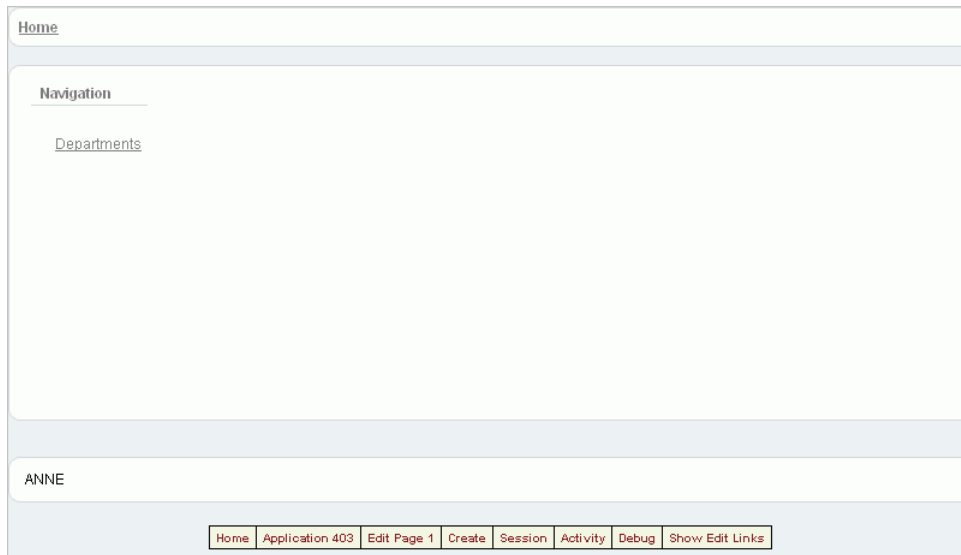 Home
Navigation
Departments
ANNE
Home Application 403 Edit Page 1 Create Session Activity Debug Show Edit Links